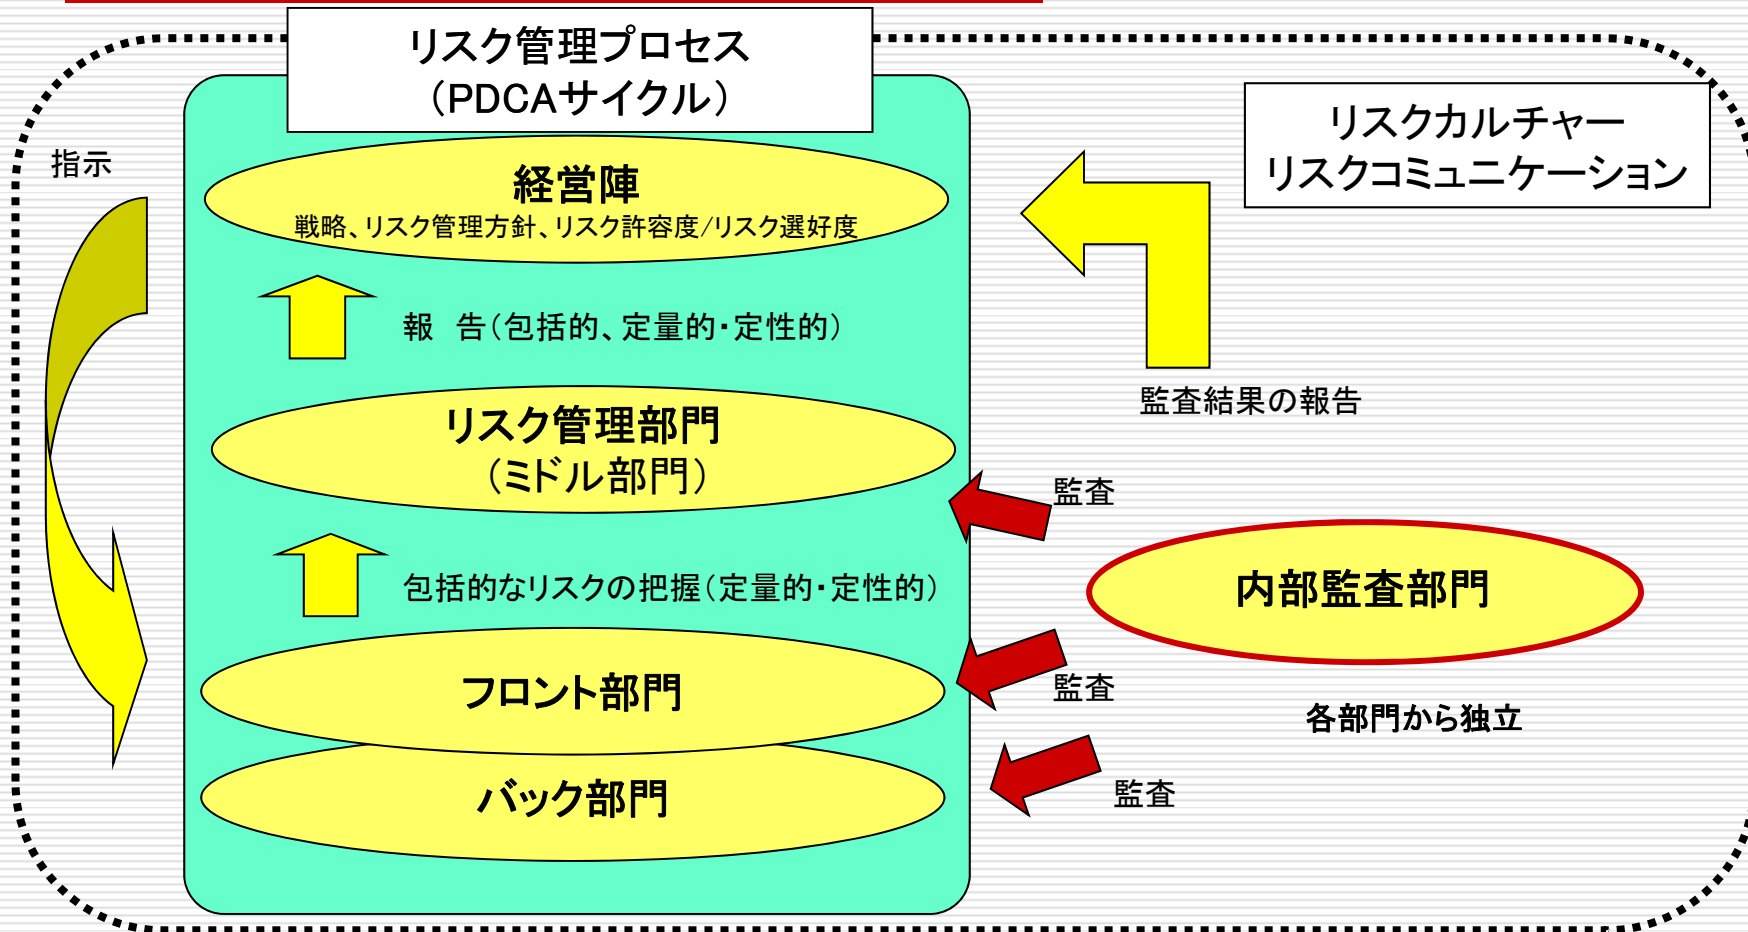 リスク管理プロセス
（PDCAサイクル）
リスクカルチャー
リスクコミュニケーション
指示
経営陣
戦略、リスク管理方針、リスク許容度/リスク選好度
報　告（包括的、定量的・定性的）
監査結果の報告
リスク管理部門
（ミドル部門）
監査
内部監査部門
包括的なリスクの把握（定量的・定性的）
フロント部門
監査
各部門から独立
バック部門
監査